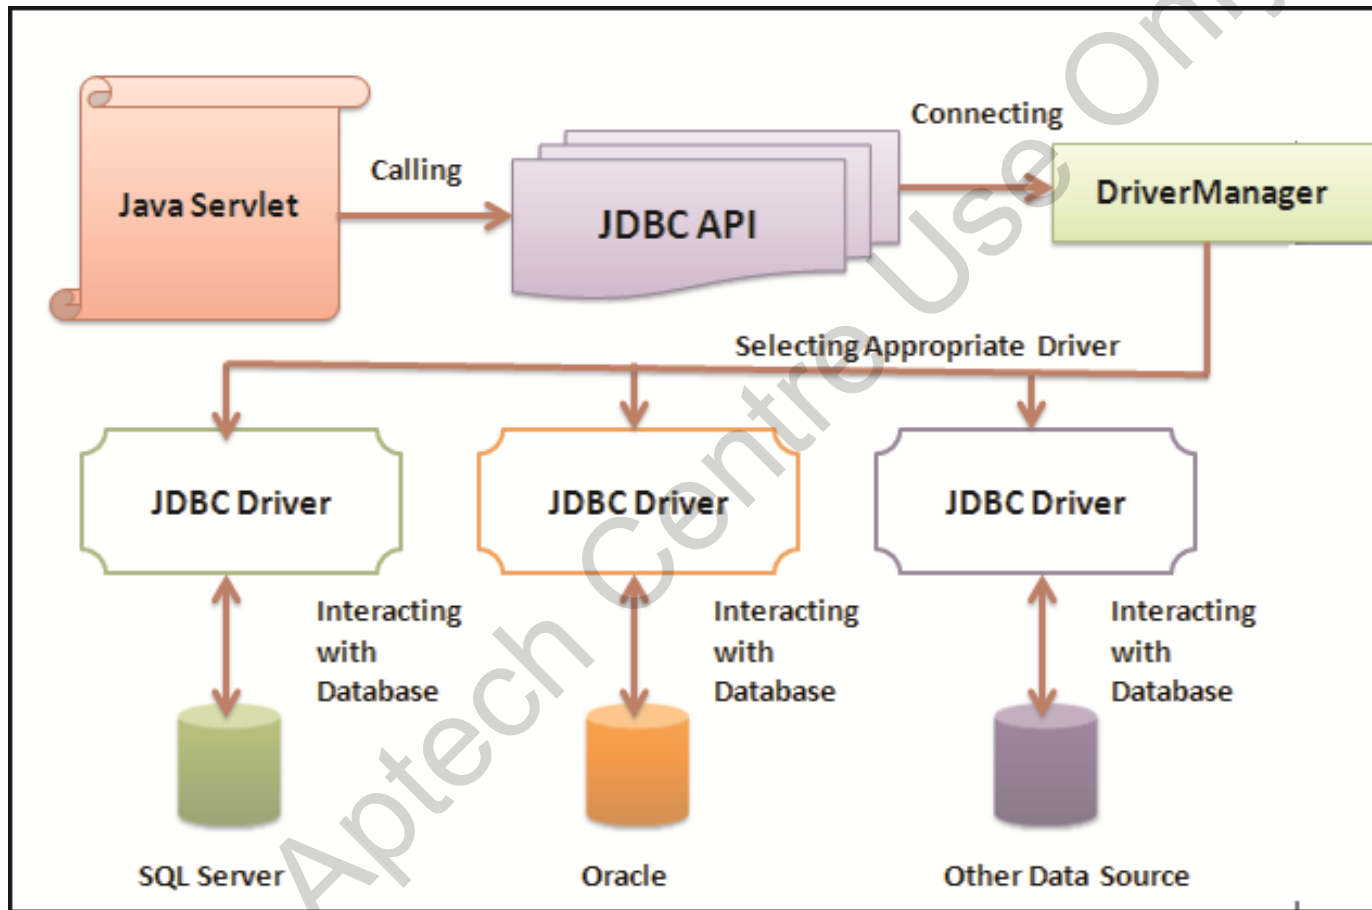 Connecting
Calling
Java Servlet
JDBC API
DriverManager
Selecting Appropriate Driver
JDBC Driver
JDBC Driver
JDBC Driver
Interacting
with
Database
Interacting
with
Database
Interacting
with
Database
SQL Server
Oracle
Other Data Source
Aptech Centre Use Only